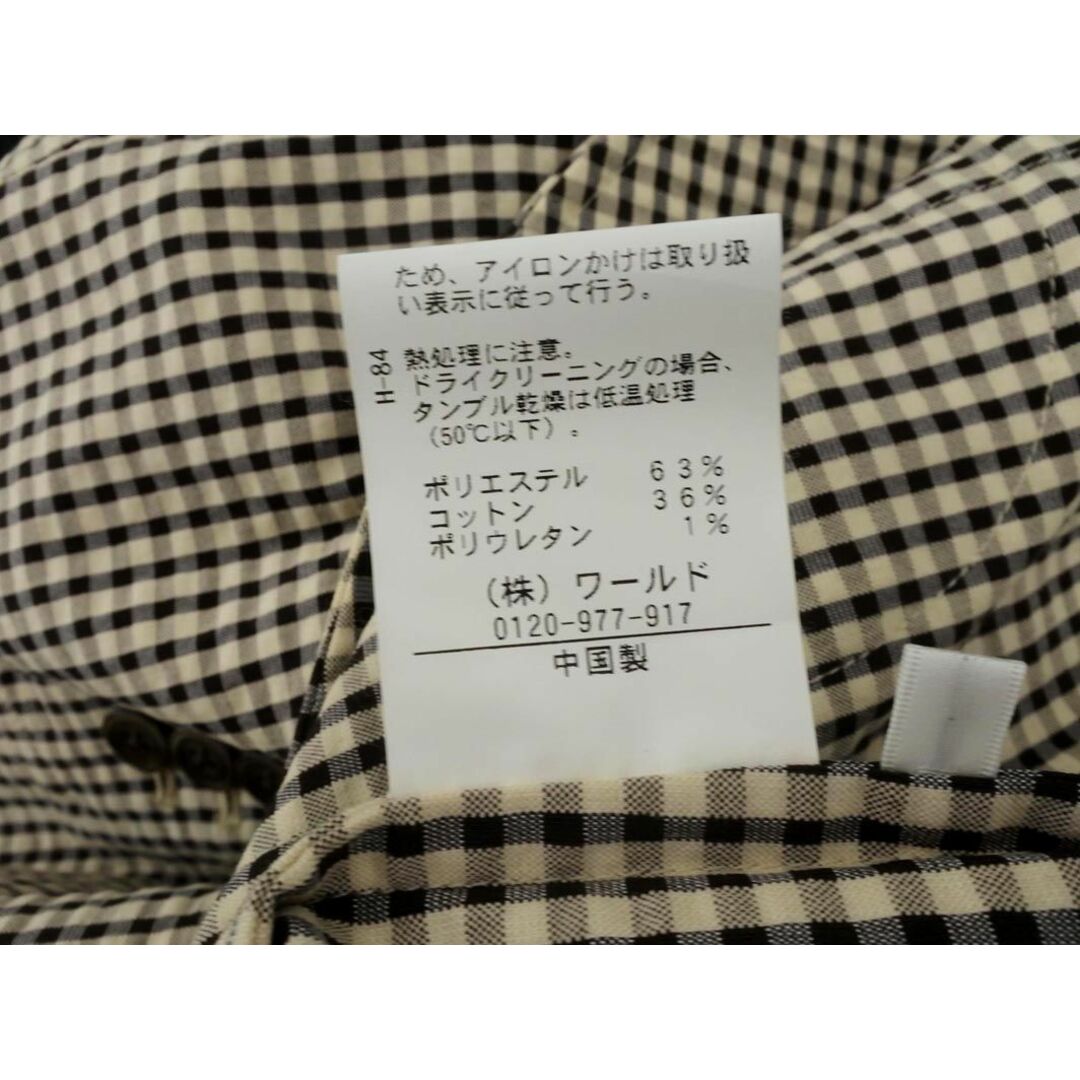 ため、アイロンかけは取り扱
い表示に従って行う。
H-84
熱処理に注意。
ドライクリーニングの場合、
タンブル乾燥は低温処理
（50℃以下）。
ポリエステル 63%
コットン 36%
ポリウレタン 1%
（株）ワールド
0120-977-917
中国製